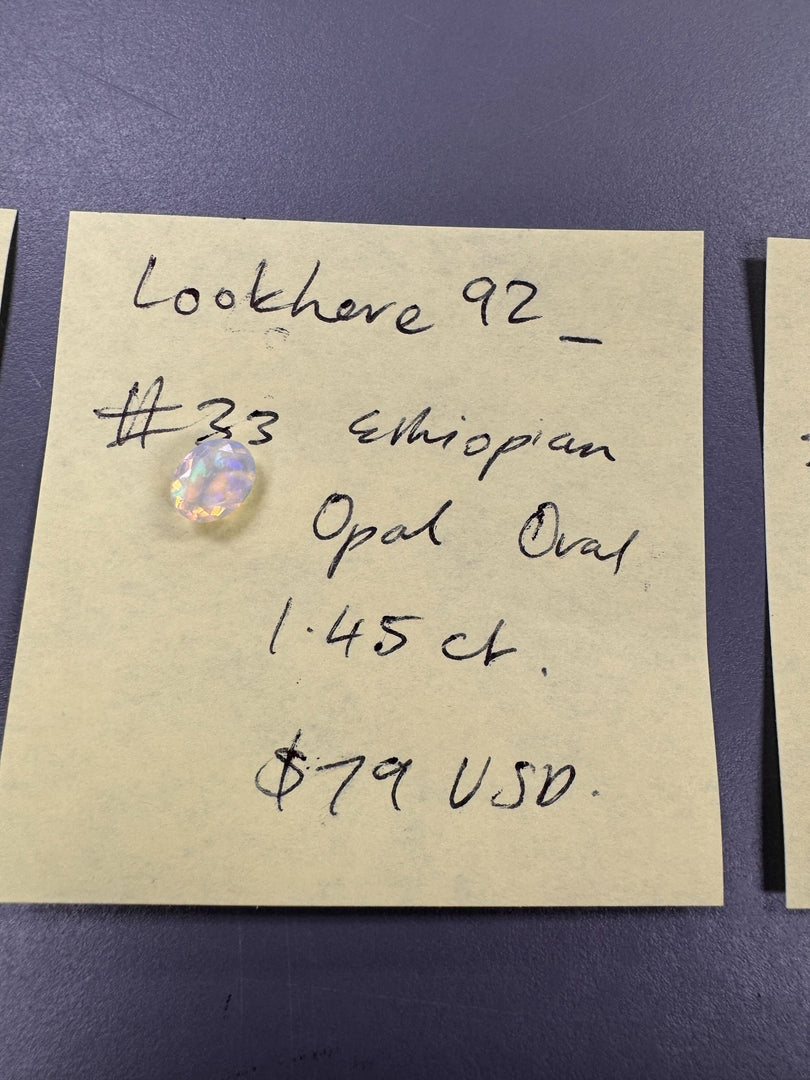 Lookhere 92_
#33 Ethiopian
Opal Oval
1.45 ct.
$79 USD.